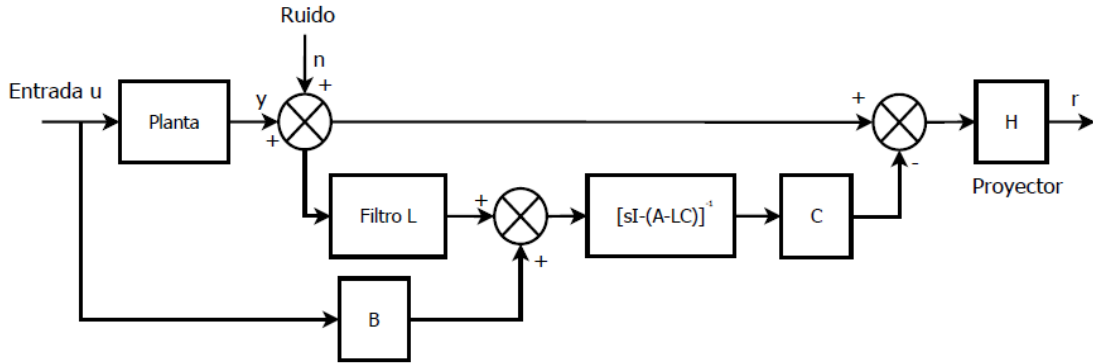 Ruido
n
+
Entrada u
Planta
y
+
+
-
H
r
Proyector
Filtro L
+
+
[sI-(A-LC)]⁻¹
C
B